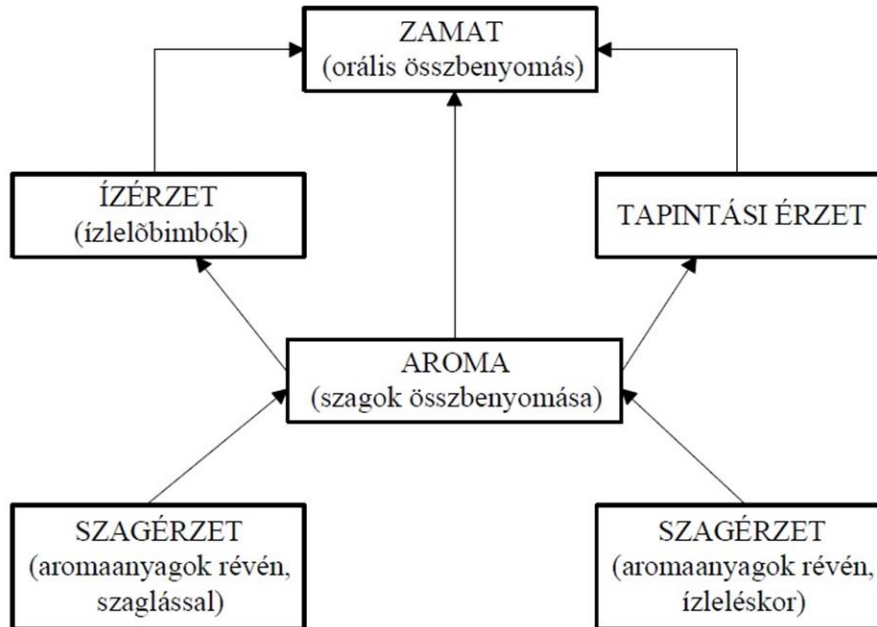 ZAMAT
(orális összbenyomás)
ÍZÉRZET
(ízlelõbimbók)
TAPINTÁSI ÉRZET
AROMA
(szagok összbenyomása)
SZAGÉRZET
(aromaanyagok révén,
szaglással)
SZAGÉRZET
(aromaanyagok révén,
ízleléskor)